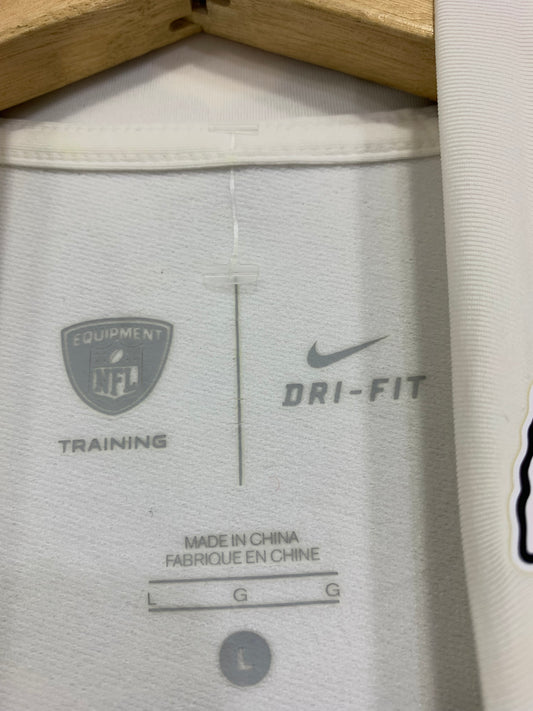 EQUIPMENT
NFL
TRAINING
DRI-FIT
MADE IN CHINA
FABRIQUE EN CHINE
L G G
L